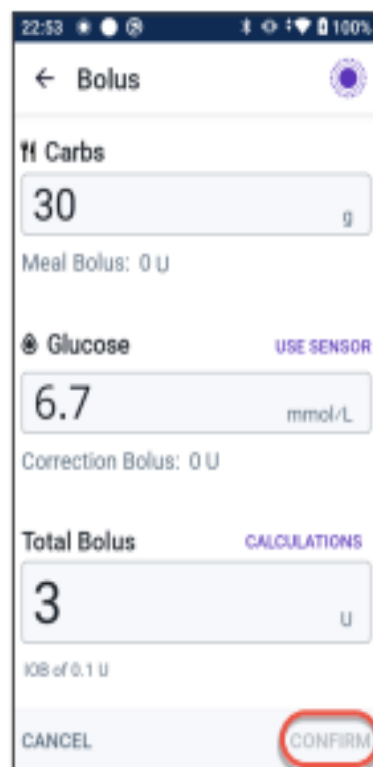 22:53 100%
Bolus
Carbs
30 g
Meal Bolus: 0 U
Glucose USE SENSOR
6.7 mmol/L
Correction Bolus: 0 U
Total Bolus CALCULATIONS
3 U
IOB of 0.1 U
CANCEL CONFIRM